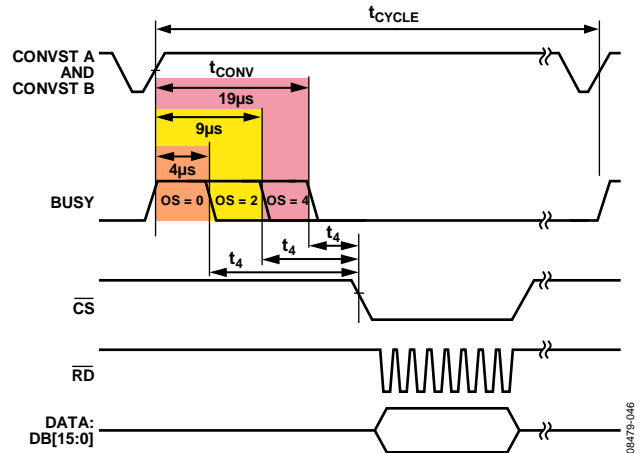 tCYCLE
CONVST A
AND
CONVST B
tCONV
19µs
9µs
4µs
BUSY
OS = 0
OS = 2
OS = 4
t4
t4
t4
CS
RD
DATA:
DB[15:0]
08479-046